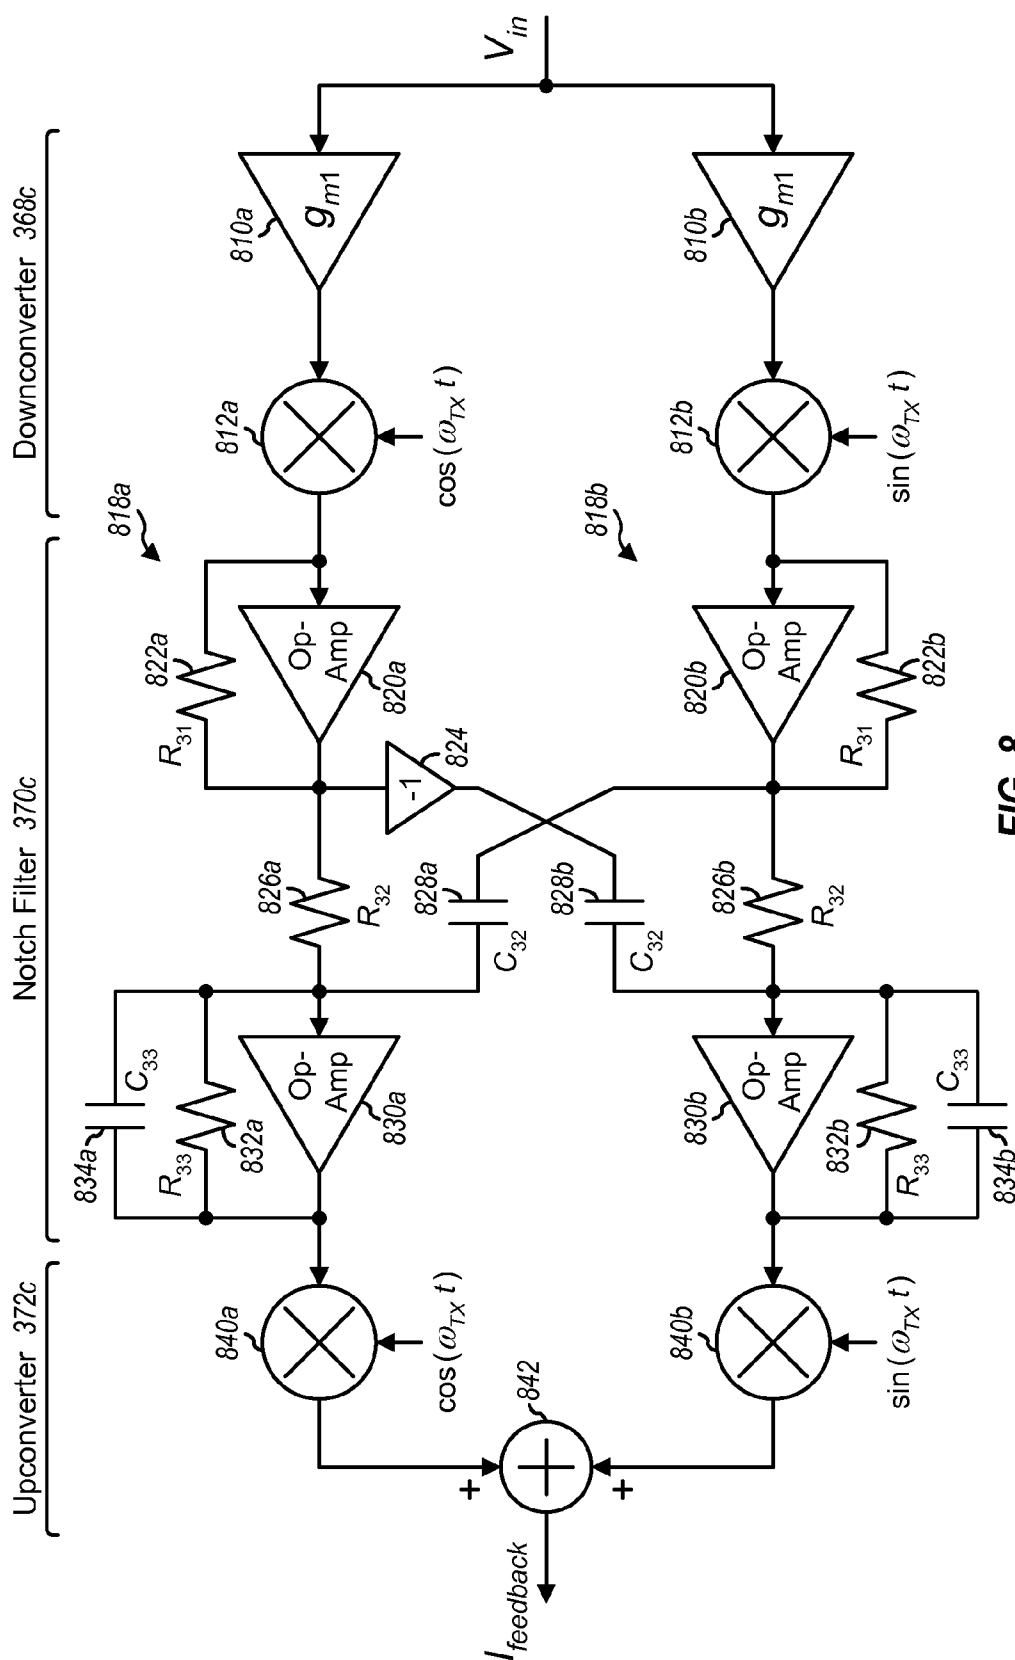 Downconverter 368c
Notch Filter 370c
Upconverter 372c
V_in
810a
g_m1
810b
g_m1
812a
cos(ω_TX t)
812b
sin(ω_TX t)
818a
818b
822a
R_31
Op-
Amp
820a
824
-1
Op-
Amp
820b
R_31
822b
826a
R_32
828a
C_32
828b
C_32
826b
R_32
834a
C_33
R_33
832a
Op-
Amp
830a
Op-
Amp
830b
832b
R_33
C_33
834b
840a
cos(ω_TX t)
842
+
+
840b
sin(ω_TX t)
I_feedback
FIG. 8